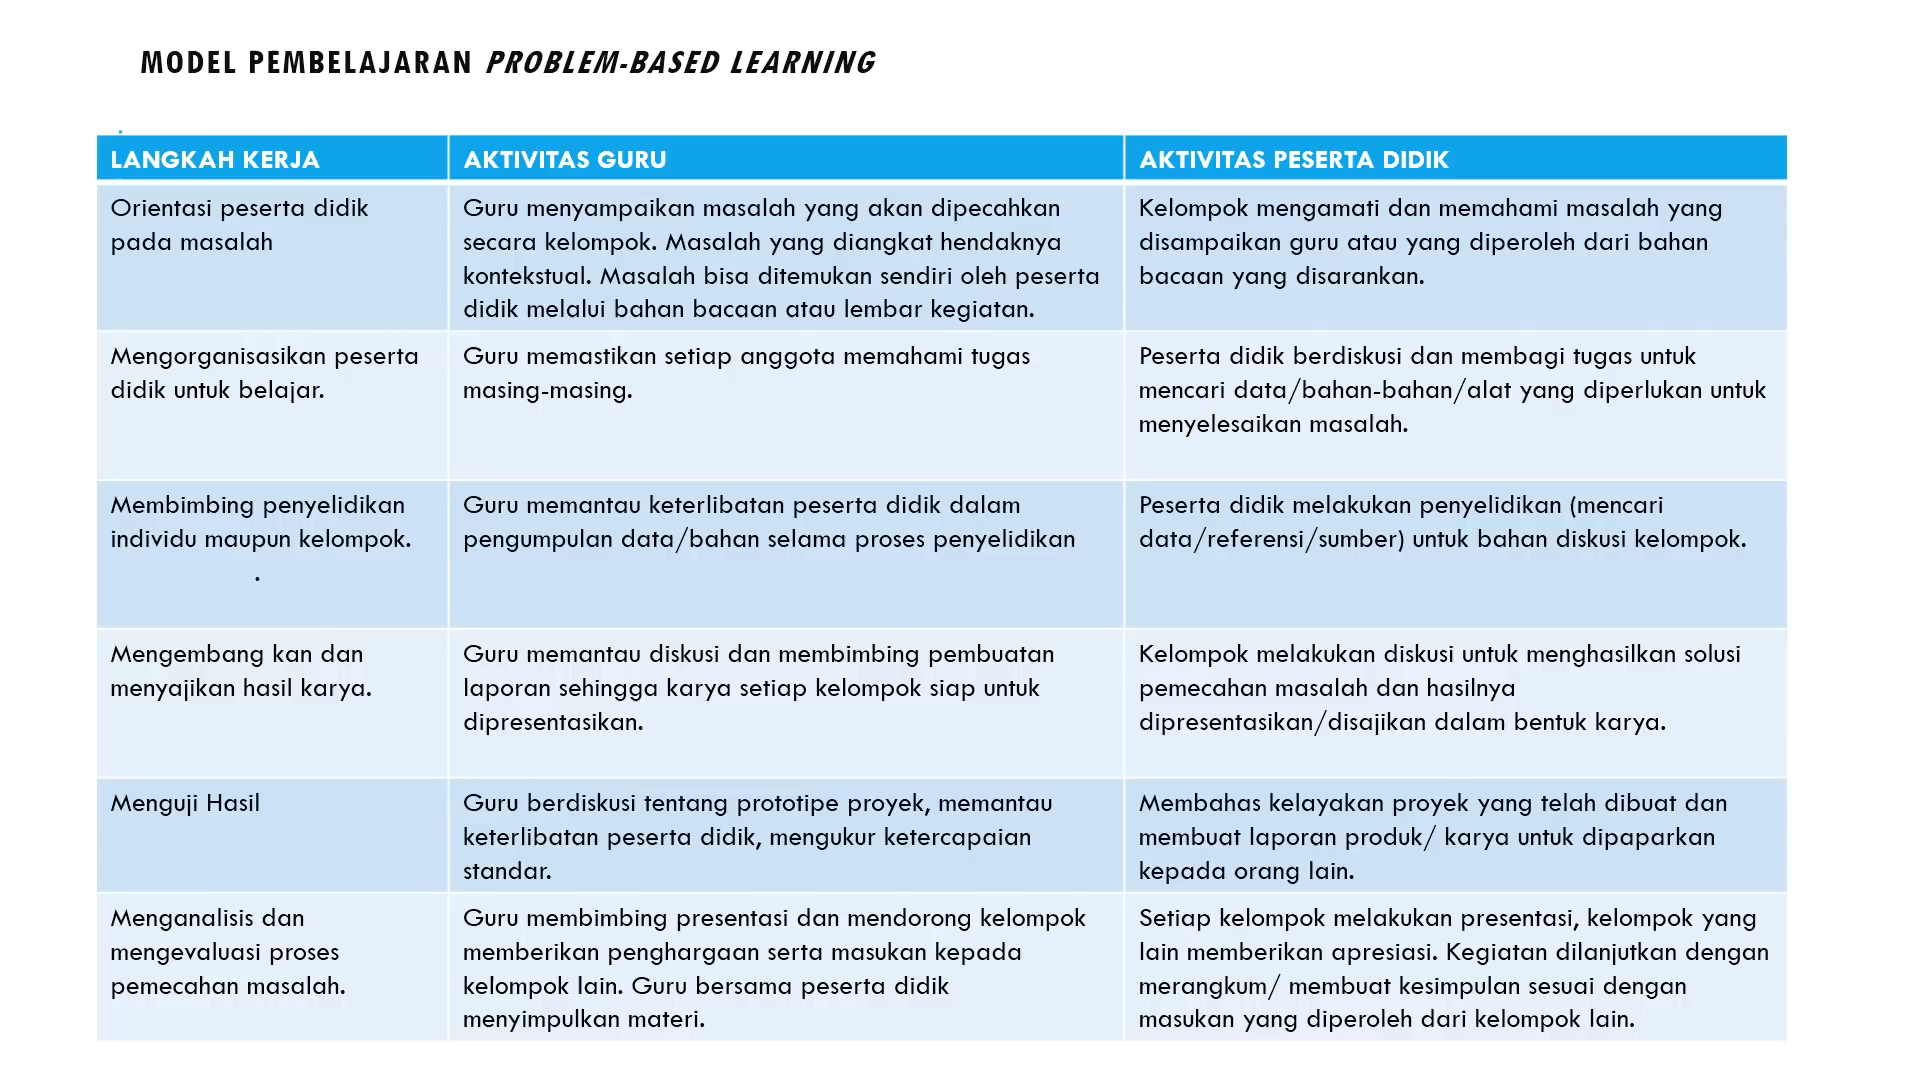 MODEL PEMBELAJARAN PROBLEM-BASED LEARNING
LANGKAH KERJA
AKTIVITAS GURU
AKTIVITAS PESERTA DIDIK
Orientasi peserta didik
pada masalah
Guru menyampaikan masalah yang akan dipecahkan
secara kelompok. Masalah yang diangkat hendaknya
kontekstual. Masalah bisa ditemukan sendiri oleh peserta
didik melalui bahan bacaan atau lembar kegiatan.
Kelompok mengamati dan memahami masalah yang
disampaikan guru atau yang diperoleh dari bahan
bacaan yang disarankan.
Mengorganisasikan peserta
didik untuk belajar.
Guru memastikan setiap anggota memahami tugas
masing-masing.
Peserta didik berdiskusi dan membagi tugas untuk
mencari data/bahan-bahan/alat yang diperlukan untuk
menyelesaikan masalah.
Membimbing penyelidikan
individu maupun kelompok.
.
Guru memantau keterlibatan peserta didik dalam
pengumpulan data/bahan selama proses penyelidikan
Peserta didik melakukan penyelidikan (mencari
data/referensi/sumber) untuk bahan diskusi kelompok.
Mengembang kan dan
menyajikan hasil karya.
Guru memantau diskusi dan membimbing pembuatan
laporan sehingga karya setiap kelompok siap untuk
dipresentasikan.
Kelompok melakukan diskusi untuk menghasilkan solusi
pemecahan masalah dan hasilnya
dipresentasikan/disajikan dalam bentuk karya.
Menguji Hasil
Guru berdiskusi tentang prototipe proyek, memantau
keterlibatan peserta didik, mengukur ketercapaian
standar.
Membahas kelayakan proyek yang telah dibuat dan
membuat laporan produk/ karya untuk dipaparkan
kepada orang lain.
Menganalisis dan
mengevaluasi proses
pemecahan masalah.
Guru membimbing presentasi dan mendorong kelompok
memberikan penghargaan serta masukan kepada
kelompok lain. Guru bersama peserta didik
menyimpulkan materi.
Setiap kelompok melakukan presentasi, kelompok yang
lain memberikan apresiasi. Kegiatan dilanjutkan dengan
merangkum/ membuat kesimpulan sesuai dengan
masukan yang diperoleh dari kelompok lain.